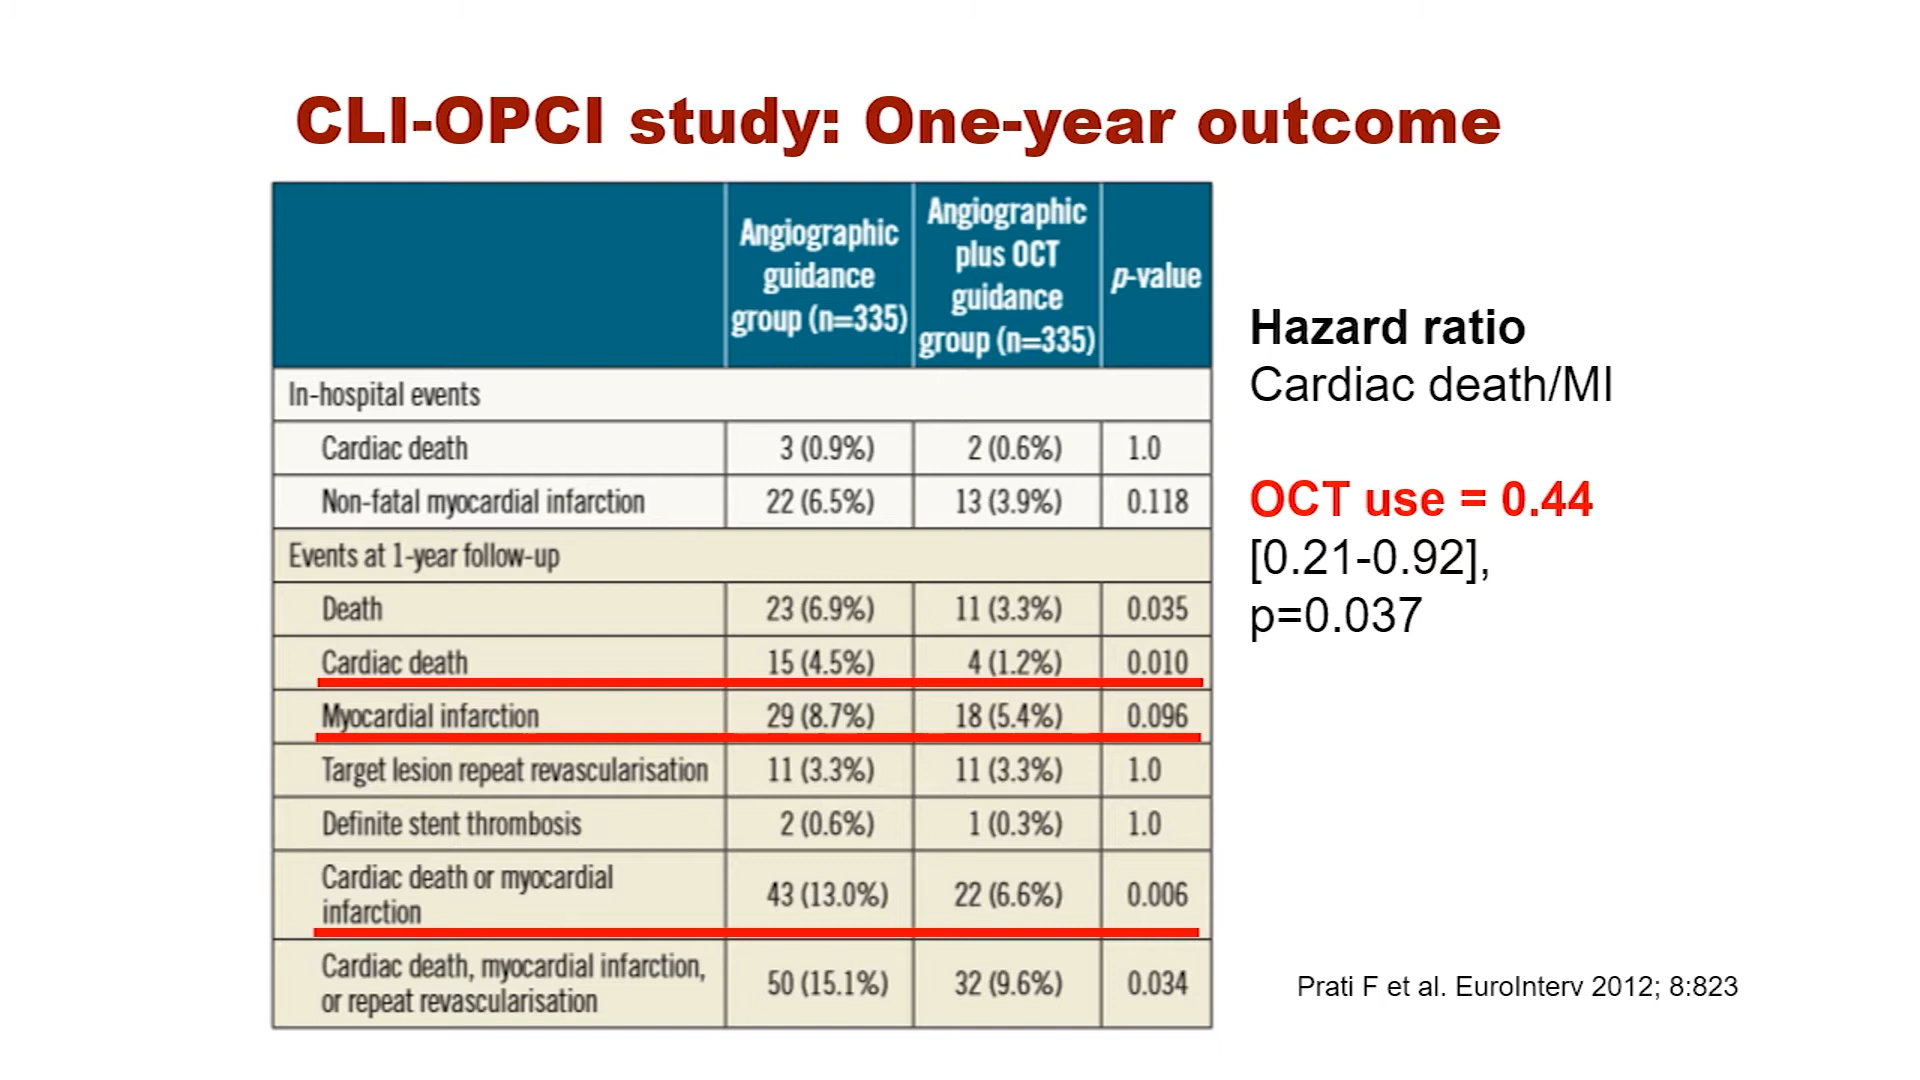 CLI-OPCI study: One-year outcome
Angiographic guidance group (n=335) Angiographic plus OCT guidance group (n=335) p-value
In-hospital events
Cardiac death 3 (0.9%) 2 (0.6%) 1.0
Non-fatal myocardial infarction 22 (6.5%) 13 (3.9%) 0.118
Events at 1-year follow-up
Death 23 (6.9%) 11 (3.3%) 0.035
Cardiac death 15 (4.5%) 4 (1.2%) 0.010
Myocardial infarction 29 (8.7%) 18 (5.4%) 0.096
Target lesion repeat revascularisation 11 (3.3%) 11 (3.3%) 1.0
Definite stent thrombosis 2 (0.6%) 1 (0.3%) 1.0
Cardiac death or myocardial infarction 43 (13.0%) 22 (6.6%) 0.006
Cardiac death, myocardial infarction, or repeat revascularisation 50 (15.1%) 32 (9.6%) 0.034
Hazard ratio
Cardiac death/MI
OCT use = 0.44
[0.21-0.92],
p=0.037
Prati F et al. EuroInterv 2012; 8:823